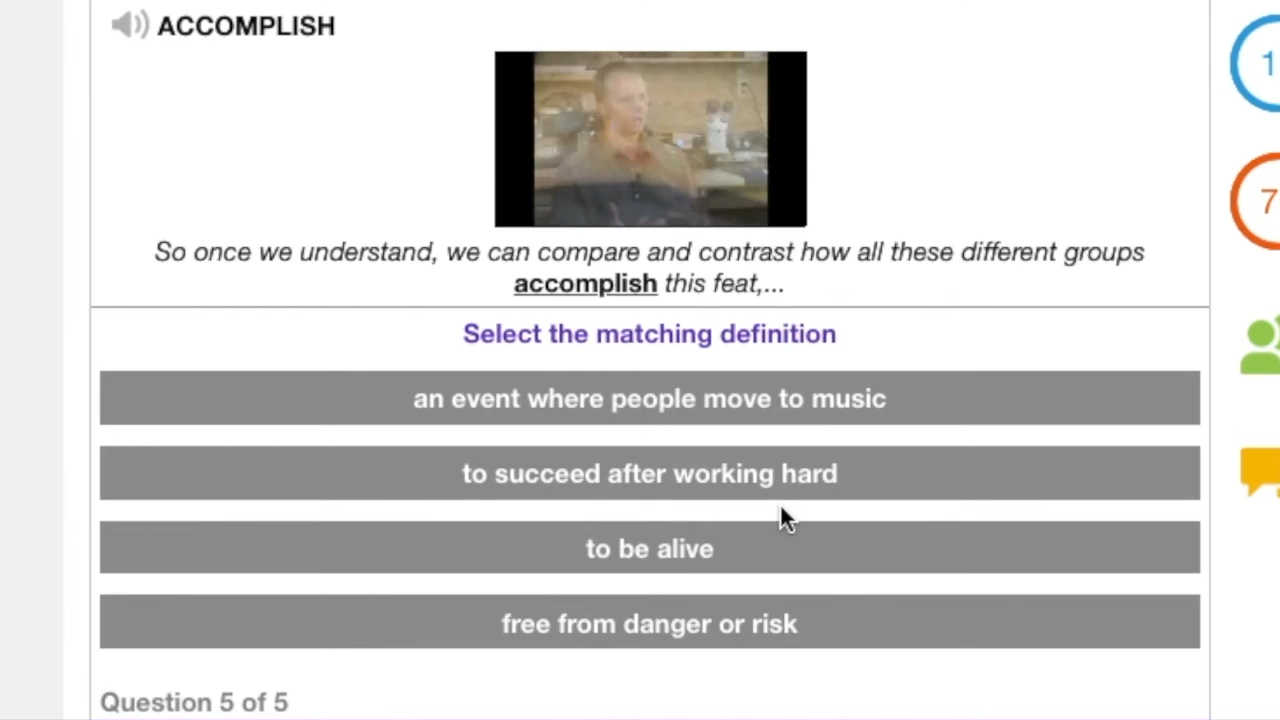 ACCOMPLISH
So once we understand, we can compare and contrast how all these different groups
accomplish this feat,...
Select the matching definition
an event where people move to music
to succeed after working hard
to be alive
free from danger or risk
Question 5 of 5
1
7